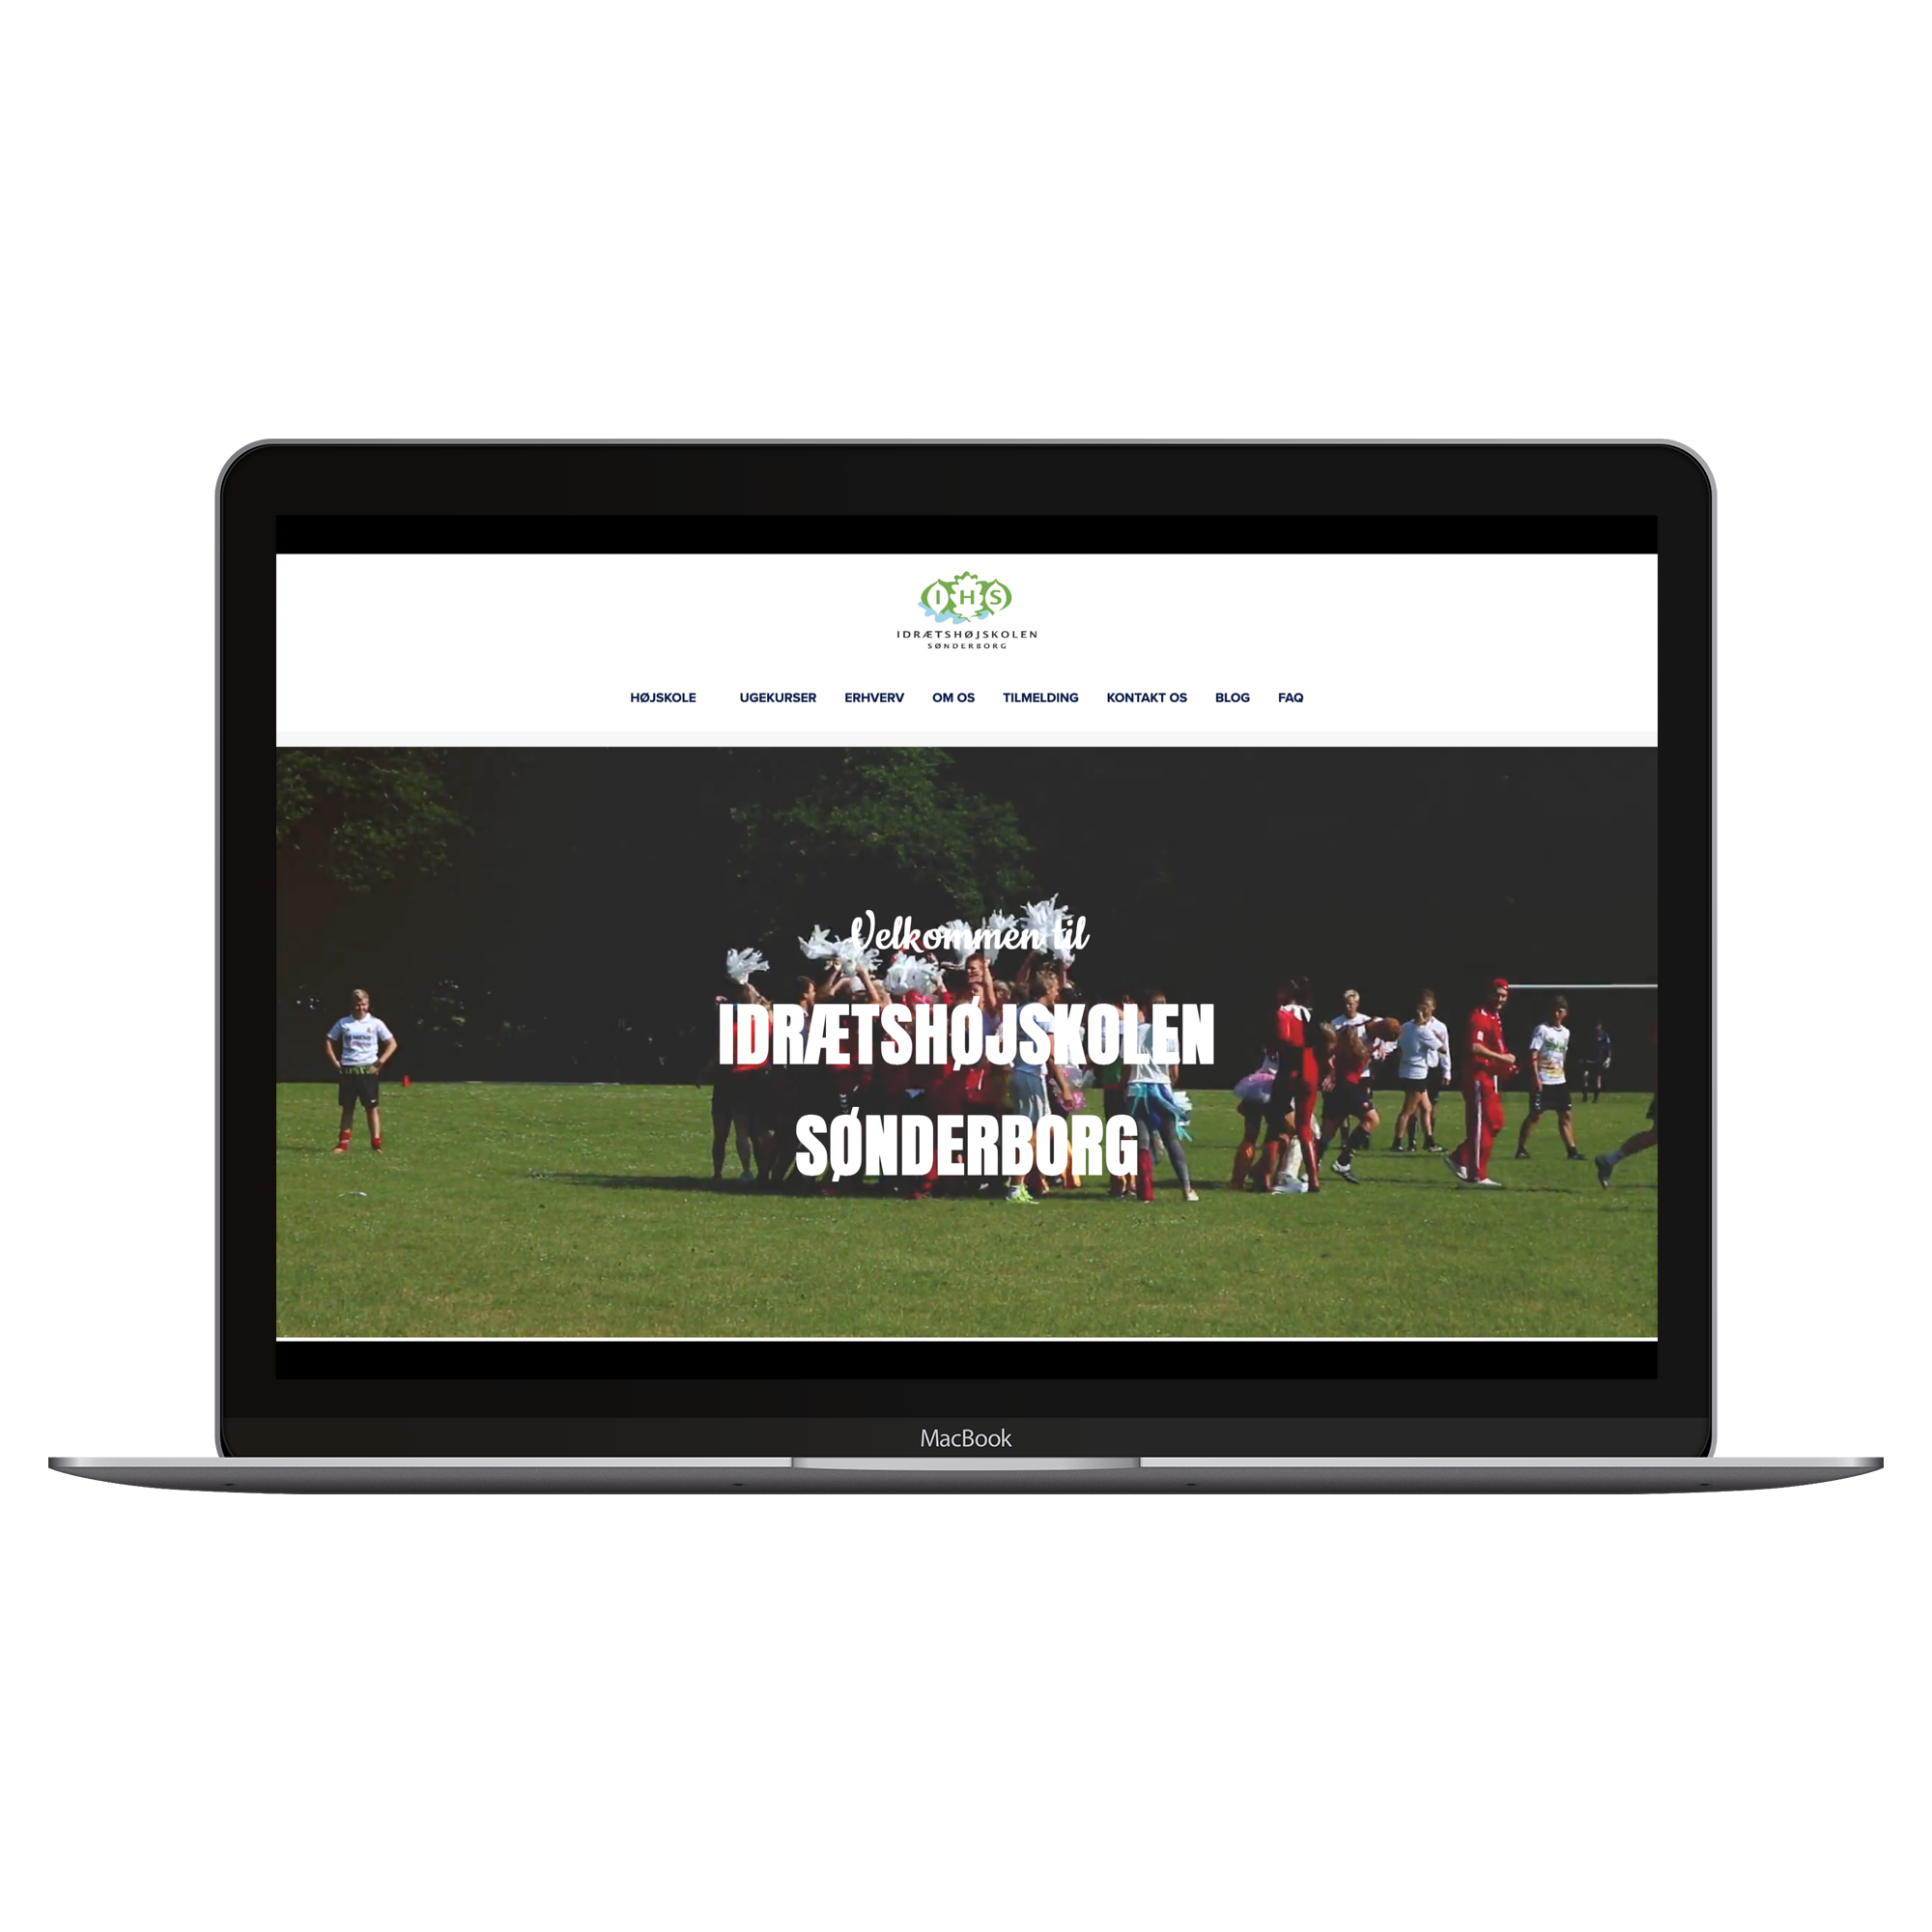 IHS
IDRÆTSHØJSKOLEN
SØNDERBORG
HØJSKOLE UGEKURSER ERHVERV OM OS TILMELDING KONTAKT OS BLOG FAQ
Velkommen til
IDRÆTSHØJSKOLEN
SØNDERBORG
MacBook